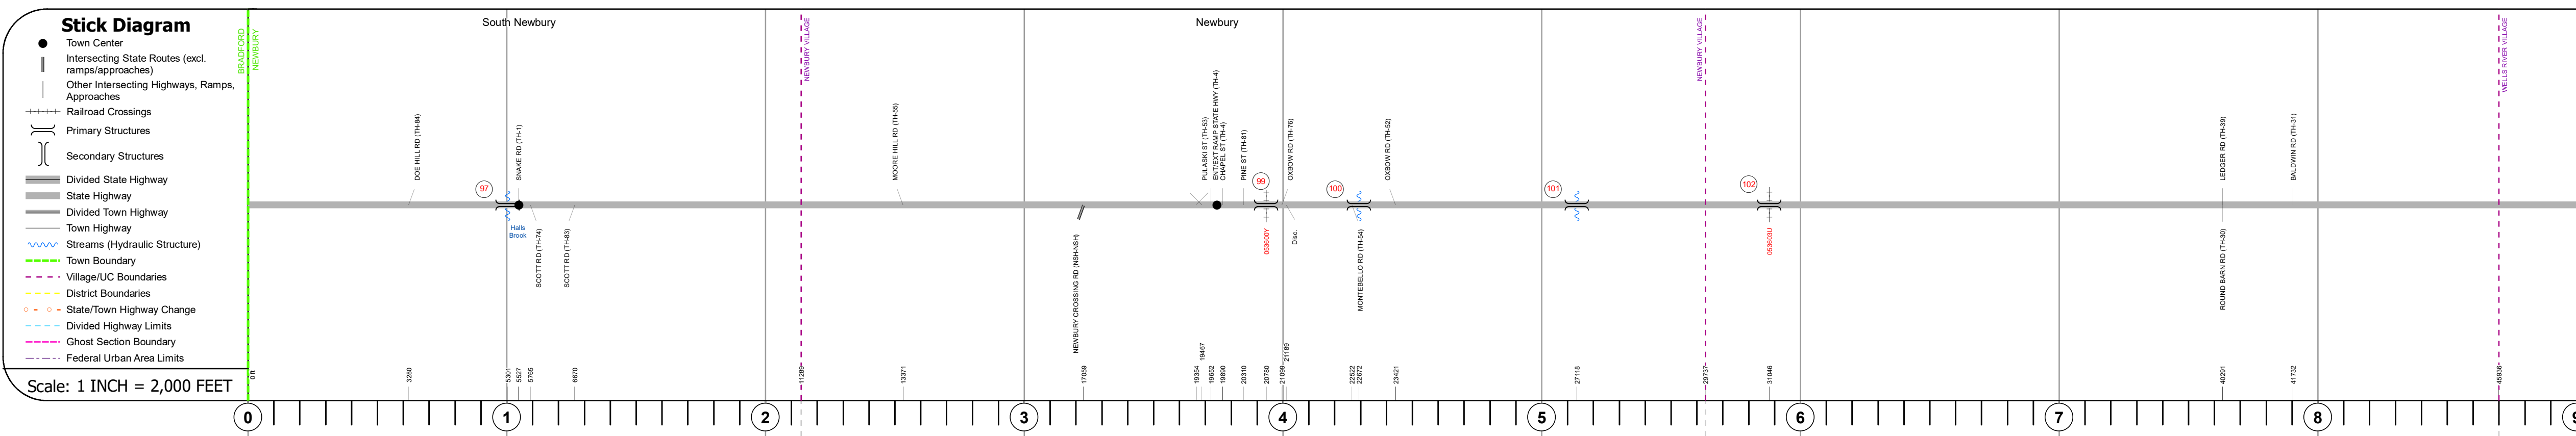 Stick Diagram
Town Center
Intersecting State Routes (excl.
ramps/approaches)
Other Intersecting Highways, Ramps,
Approaches
Railroad Crossings
Primary Structures
Secondary Structures
Divided State Highway
State Highway
Divided Town Highway
Town Highway
Streams (Hydraulic Structure)
Town Boundary
Village/UC Boundaries
District Boundaries
State/Town Highway Change
Divided Highway Limits
Ghost Section Boundary
Federal Urban Area Limits
Scale: 1 INCH = 2,000 FEET
BRADFORD
NEWBURY
South Newbury
NEWBURY VILLAGE
Newbury
NEWBURY VILLAGE
WELLS RIVER VILLAGE
DOE HILL RD (TH-84)
SNAKE RD (TH-1)
MOORE HILL RD (TH-55)
PULASKI ST (TH-53)
ENT/EXT RAMP STATE HWY (TH-4)
CHAPEL ST (TH-4)
PINE ST (TH-81)
OXBOW RD (TH-76)
OXBOW RD (TH-52)
LEDGER RD (TH-39)
BALDWIN RD (TH-31)
97
99
100
101
102
Halls
Brook
SCOTT RD (TH-74)
SCOTT RD (TH-83)
NEWBURY CROSSING RD (NSH-NSH)
053600Y
Disc.
MONTEBELLO RD (TH-54)
053603U
ROUND BARN RD (TH-30)
0 ft
3280
5301
5527
5765
6670
11289
13371
17059
19354
19467
19652
19890
20310
20780
21099
21189
22522
22672
23421
27118
29737
31046
40291
41732
0
1
2
3
4
5
6
7
8